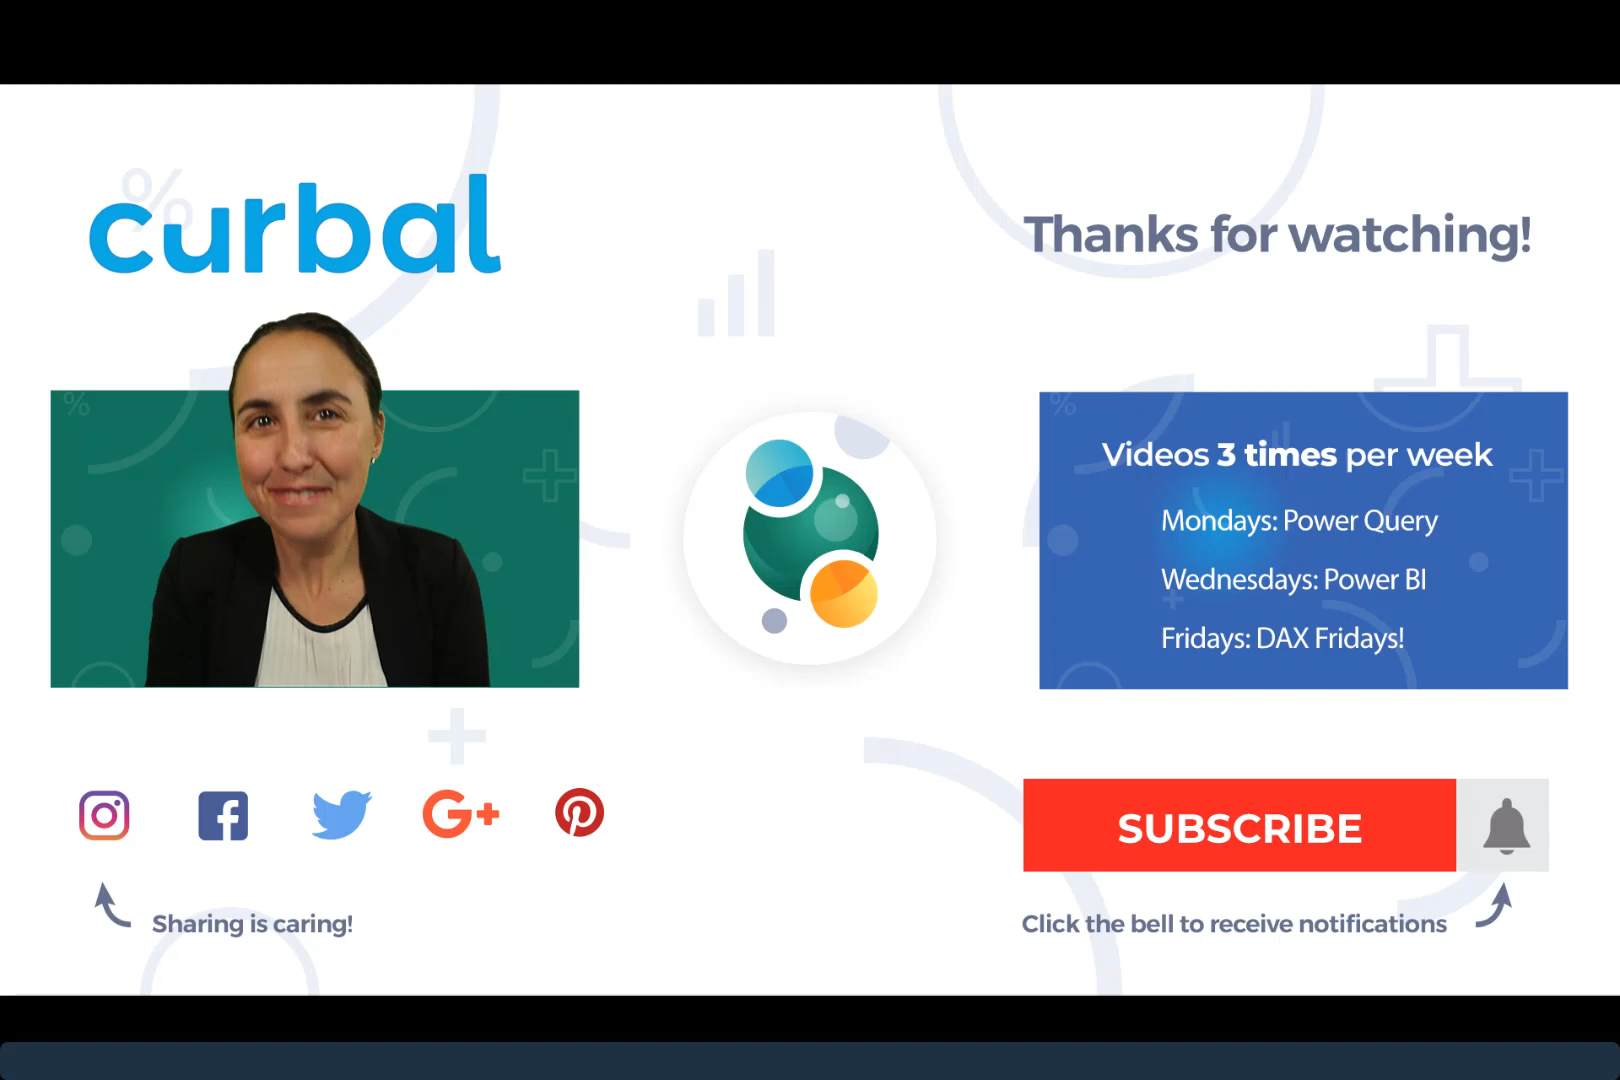 curbal
Thanks for watching!
Videos 3 times per week
Mondays: Power Query
Wednesdays: Power BI
Fridays: DAX Fridays!
SUBSCRIBE
Sharing is caring!
Click the bell to receive notifications